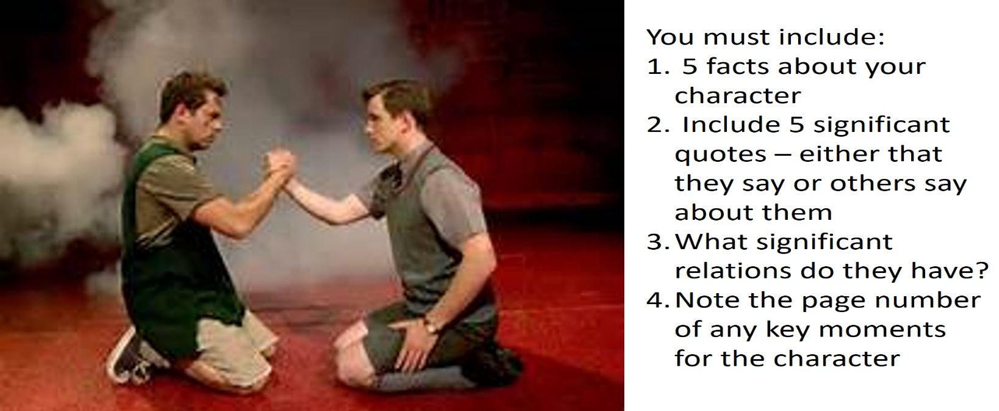 You must include:
1. 5 facts about your
character
2. Include 5 significant
quotes – either that
they say or others say
about them
3. What significant
relations do they have?
4. Note the page number
of any key moments
for the character